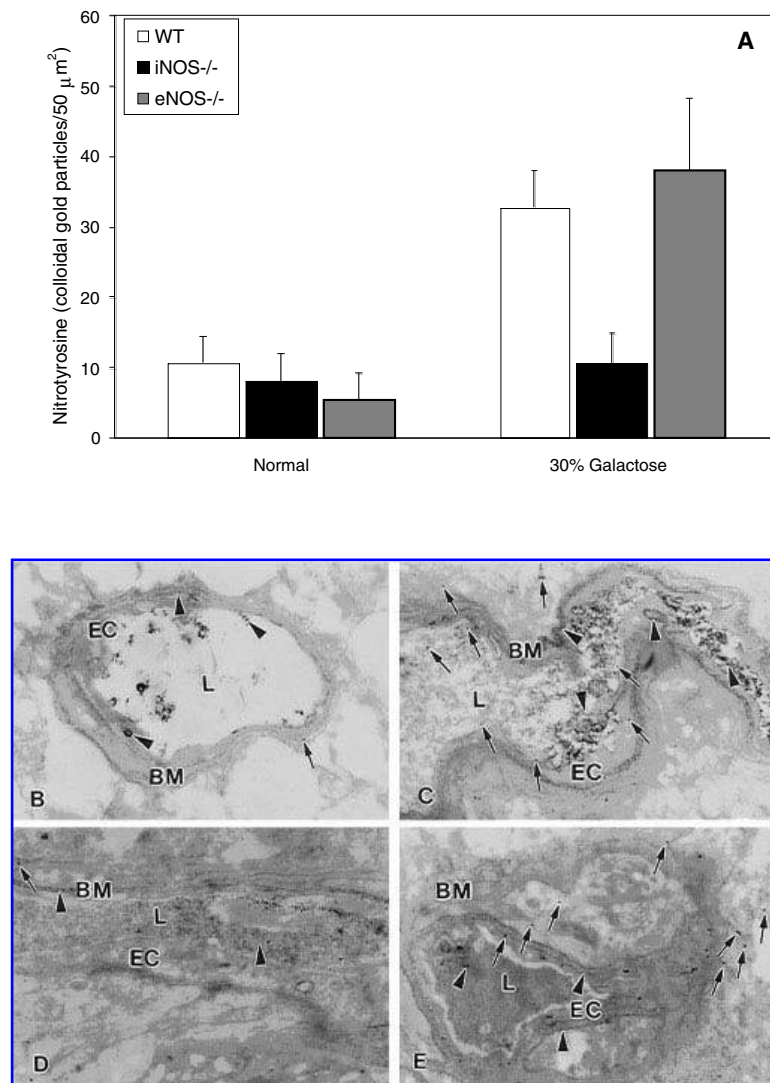 60
50
40
30
20
10
0
Nitrotyrosine (colloidal gold particles/50 μm²)
WT
iNOS-/-
eNOS-/-
A
Normal
30% Galactose
EC
L
BM
B
BM
L
EC
C
BM
L
EC
D
BM
L
EC
E